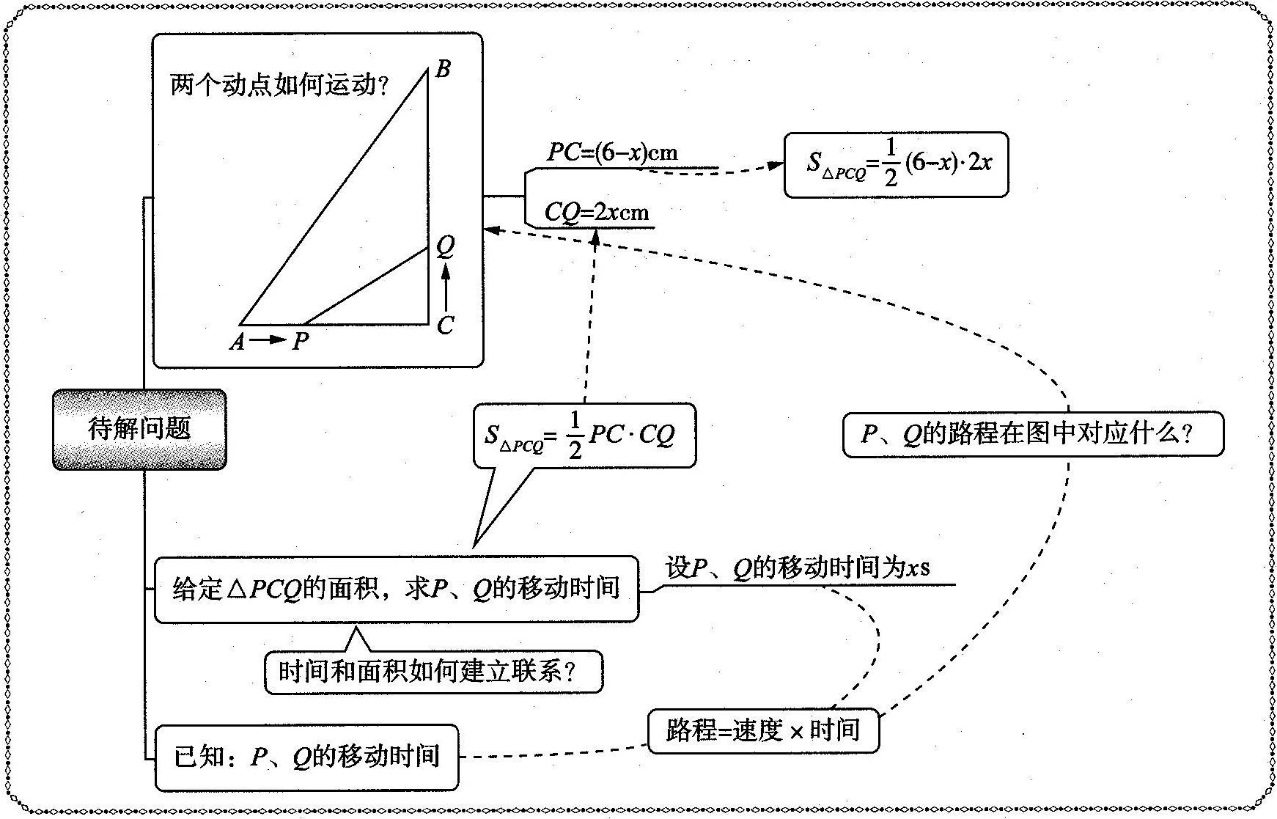 两个动点如何运动?
B
Q
C
A
P
PC=(6-x)cm
CQ=2xcm
S△PCQ=1/2(6-x)·2x
待解问题
S△PCQ=1/2PC·CQ
P、Q的路程在图中对应什么?
给定△PCQ的面积，求P、Q的移动时间
设P、Q的移动时间为xs
时间和面积如何建立联系?
路程=速度×时间
已知：P、Q的移动时间